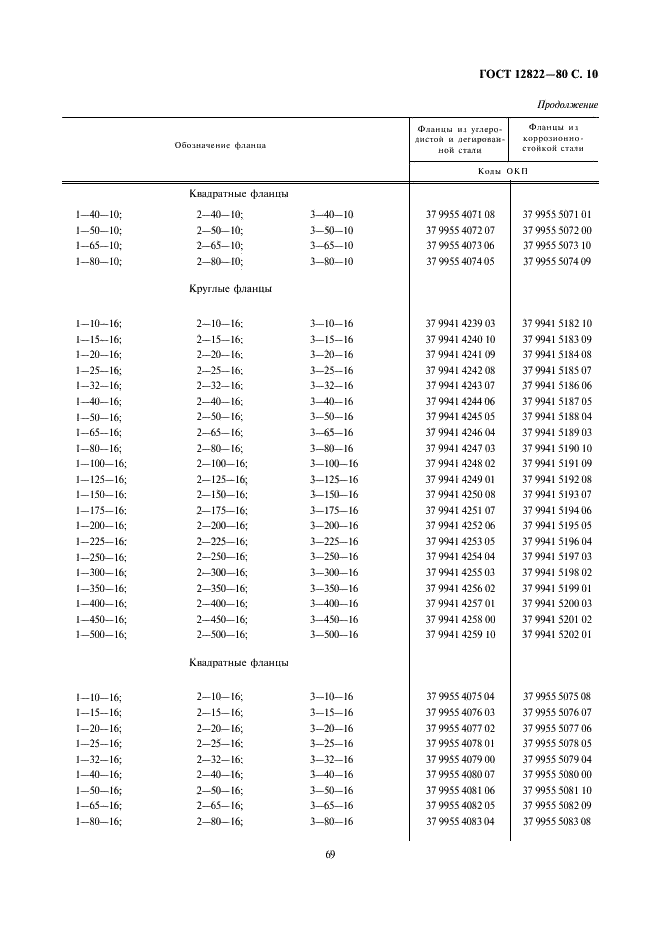 ГОСТ 12822—80 С. 10
Продолжение
Обозначение фланца
Фланцы из углеро-
дистой и легирован-
ной стали
Фланцы из
коррозионно-
стойкой стали
Коды ОКП
Квадратные фланцы
1—40—10; 2—40—10; 3—40—10 37 9955 4071 08 37 9955 5071 01
1—50—10; 2—50—10; 3—50—10 37 9955 4072 07 37 9955 5072 00
1—65—10; 2—65—10; 3—65—10 37 9955 4073 06 37 9955 5073 10
1—80—10; 2—80—10; 3—80—10 37 9955 4074 05 37 9955 5074 09
Круглые фланцы
1—10—16; 2—10—16; 3—10—16 37 9941 4239 03 37 9941 5182 10
1—15—16; 2—15—16; 3—15—16 37 9941 4240 10 37 9941 5183 09
1—20—16; 2—20—16; 3—20—16 37 9941 4241 09 37 9941 5184 08
1—25—16; 2—25—16; 3—25—16 37 9941 4242 08 37 9941 5185 07
1—32—16; 2—32—16; 3—32—16 37 9941 4243 07 37 9941 5186 06
1—40—16; 2—40—16; 3—40—16 37 9941 4244 06 37 9941 5187 05
1—50—16; 2—50—16; 3—50—16 37 9941 4245 05 37 9941 5188 04
1—65—16; 2—65—16; 3—65—16 37 9941 4246 04 37 9941 5189 03
1—80—16; 2—80—16; 3—80—16 37 9941 4247 03 37 9941 5190 10
1—100—16; 2—100—16; 3—100—16 37 9941 4248 02 37 9941 5191 09
1—125—16; 2—125—16; 3—125—16 37 9941 4249 01 37 9941 5192 08
1—150—16; 2—150—16; 3—150—16 37 9941 4250 08 37 9941 5193 07
1—175—16; 2—175—16; 3—175—16 37 9941 4251 07 37 9941 5194 06
1—200—16; 2—200—16; 3—200—16 37 9941 4252 06 37 9941 5195 05
1—225—16; 2—225—16; 3—225—16 37 9941 4253 05 37 9941 5196 04
1—250—16; 2—250—16; 3—250—16 37 9941 4254 04 37 9941 5197 03
1—300—16; 2—300—16; 3—300—16 37 9941 4255 03 37 9941 5198 02
1—350—16; 2—350—16; 3—350—16 37 9941 4256 02 37 9941 5199 01
1—400—16; 2—400—16; 3—400—16 37 9941 4257 01 37 9941 5200 03
1—450—16; 2—450—16; 3—450—16 37 9941 4258 00 37 9941 5201 02
1—500—16; 2—500—16; 3—500—16 37 9941 4259 10 37 9941 5202 01
Квадратные фланцы
1—10—16; 2—10—16; 3—10—16 37 9955 4075 04 37 9955 5075 08
1—15—16; 2—15—16; 3—15—16 37 9955 4076 03 37 9955 5076 07
1—20—16; 2—20—16; 3—20—16 37 9955 4077 02 37 9955 5077 06
1—25—16; 2—25—16; 3—25—16 37 9955 4078 01 37 9955 5078 05
1—32—16; 2—32—16; 3—32—16 37 9955 4079 00 37 9955 5079 04
1—40—16; 2—40—16; 3—40—16 37 9955 4080 07 37 9955 5080 00
1—50—16; 2—50—16; 3—50—16 37 9955 4081 06 37 9955 5081 10
1—65—16; 2—65—16; 3—65—16 37 9955 4082 05 37 9955 5082 09
1—80—16; 2—80—16; 3—80—16 37 9955 4083 04 37 9955 5083 08
69